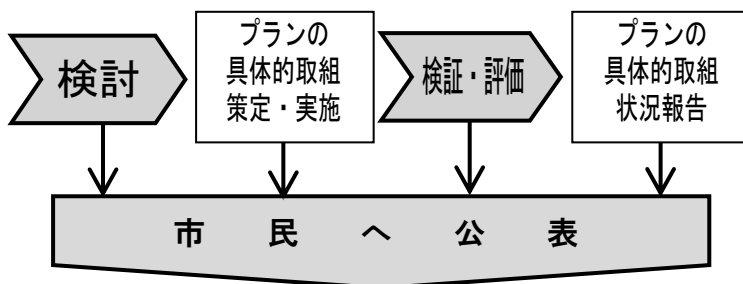 検討
プランの
具体的取組
策定・実施
検証・評価
プランの
具体的取組
状況報告
市民へ公表